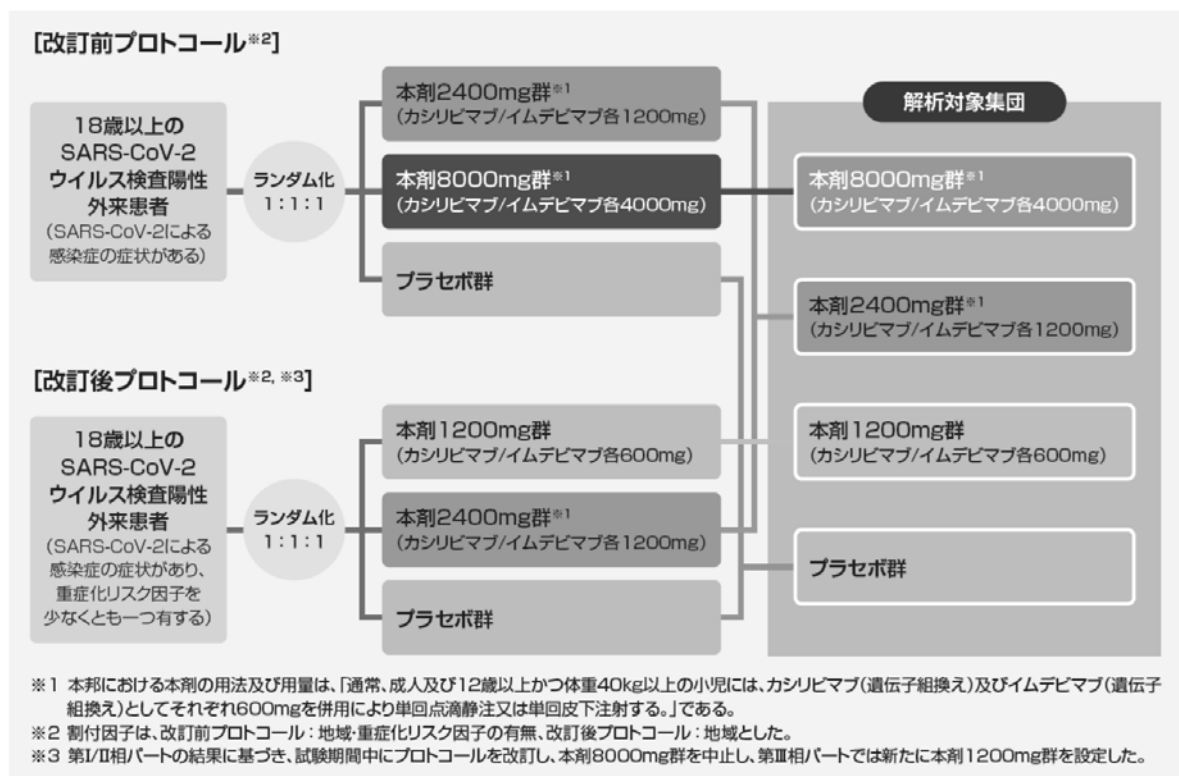 [改訂前プロトコール※2]
18歳以上の
SARS-CoV-2
ウイルス検査陽性
外来患者
(SARS-CoV-2による
感染症の症状がある)
ランダム化
1:1:1
本剤2400mg群※1
(カシリビマブ/イムデビマブ各1200mg)
本剤8000mg群※1
(カシリビマブ/イムデビマブ各4000mg)
プラセボ群
[改訂後プロトコール※2, ※3]
18歳以上の
SARS-CoV-2
ウイルス検査陽性
外来患者
(SARS-CoV-2による
感染症の症状があり、
重症化リスク因子を
少なくとも一つ有する)
ランダム化
1:1:1
本剤1200mg群
(カシリビマブ/イムデビマブ各600mg)
本剤2400mg群※1
(カシリビマブ/イムデビマブ各1200mg)
プラセボ群
解析対象集団
本剤8000mg群※1
(カシリビマブ/イムデビマブ各4000mg)
本剤2400mg群※1
(カシリビマブ/イムデビマブ各1200mg)
本剤1200mg群
(カシリビマブ/イムデビマブ各600mg)
プラセボ群
※1 本邦における本剤の用法及び用量は、「通常、成人及び12歳以上かつ体重40kg以上の小児には、カシリビマブ(遺伝子組換え)及びイムデビマブ(遺伝子
組換え)としてそれぞれ600mgを併用により単回点滴静注又は単回皮下注射する。」である。
※2 割付因子は、改訂前プロトコール:地域・重症化リスク因子の有無、改訂後プロトコール:地域とした。
※3 第Ⅰ/Ⅱ相パートの結果に基づき、試験期間中にプロトコールを改訂し、本剤8000mg群を中止し、第Ⅲ相パートでは新たに本剤1200mg群を設定した。